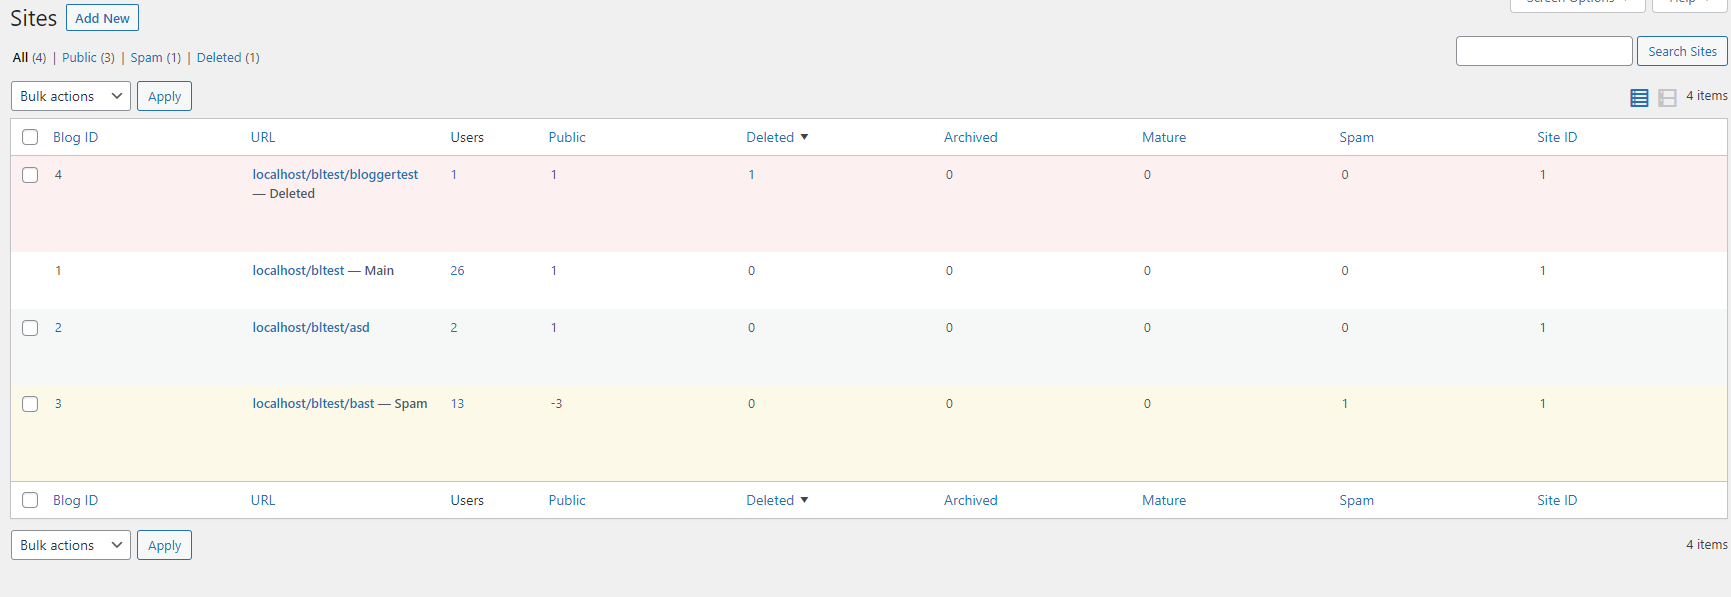 Screen Options Help
Sites Add New
All (4) | Public (3) | Spam (1) | Deleted (1)
Search Sites
Bulk actions Apply
4 items
Blog ID URL Users Public Deleted Archived Mature Spam Site ID
4 localhost/bltest/bloggertest 1 1 1 0 0 0 1
— Deleted
1 localhost/bltest — Main 26 1 0 0 0 0 1
2 localhost/bltest/asd 2 1 0 0 0 0 1
3 localhost/bltest/bast — Spam 13 -3 0 0 0 1 1
Blog ID URL Users Public Deleted Archived Mature Spam Site ID
Bulk actions Apply
4 items